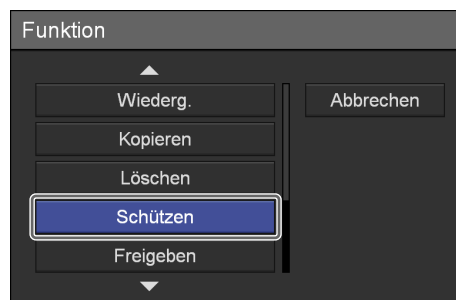 Funktion
Wiederg.
Abbrechen
Kopieren
Löschen
Schützen
Freigeben